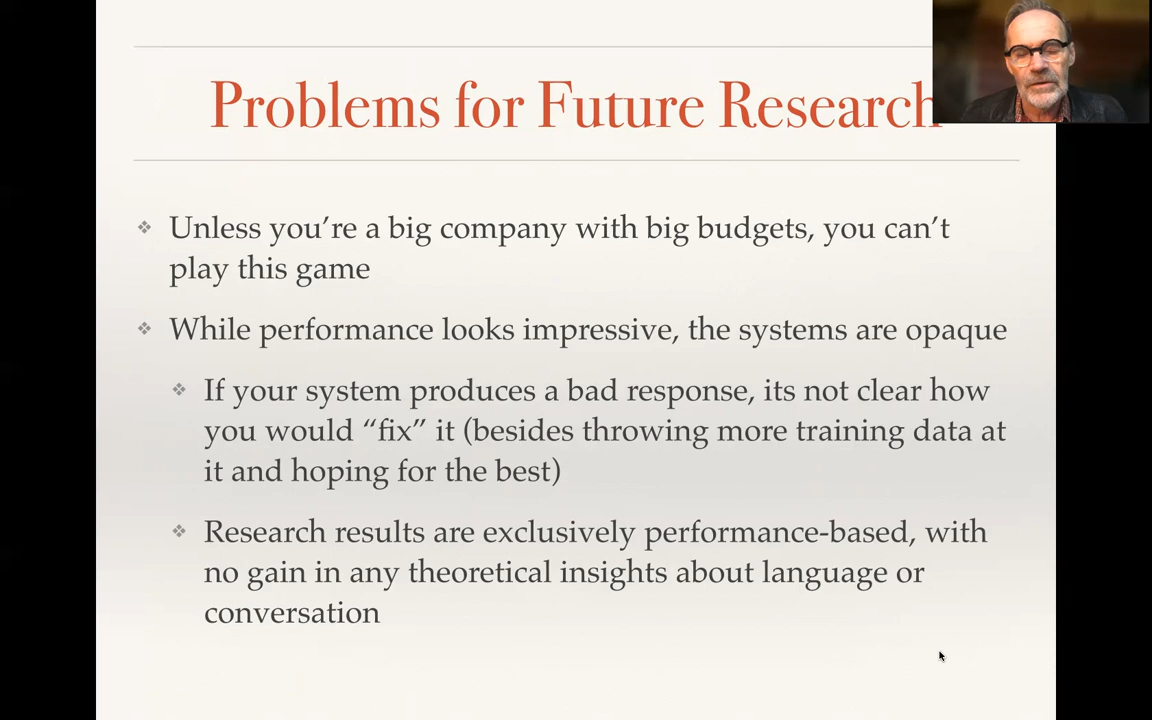 Problems for Future Research
Unless you’re a big company with big budgets, you can’t
play this game
While performance looks impressive, the systems are opaque
If your system produces a bad response, its not clear how
you would “fix” it (besides throwing more training data at
it and hoping for the best)
Research results are exclusively performance-based, with
no gain in any theoretical insights about language or
conversation